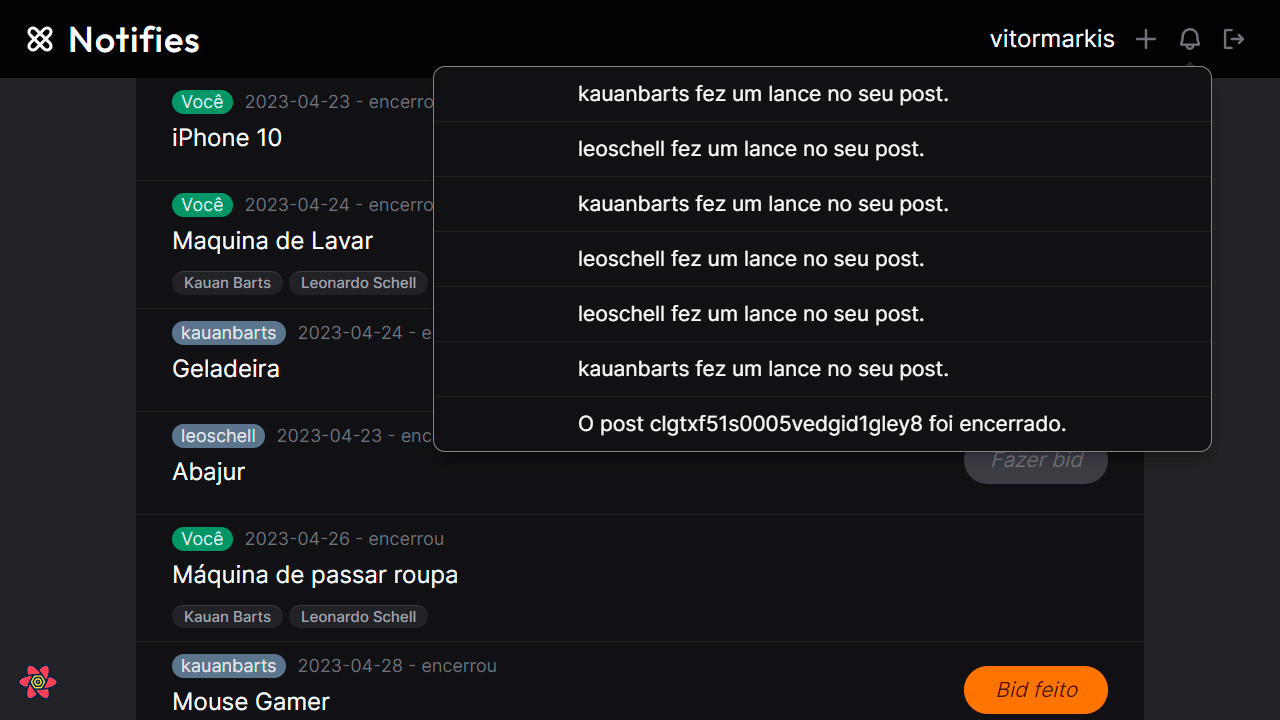 Notifies
vitormarkis
kauanbarts fez um lance no seu post.
leoschell fez um lance no seu post.
kauanbarts fez um lance no seu post.
leoschell fez um lance no seu post.
leoschell fez um lance no seu post.
kauanbarts fez um lance no seu post.
O post clgtxf51s0005vedgid1gley8 foi encerrado.
Você 2023-04-23 - encerro
iPhone 10
Você 2023-04-24 - encerro
Maquina de Lavar
Kauan Barts Leonardo Schell
kauanbarts 2023-04-24 - e
Geladeira
leoschell 2023-04-23 - enc
Abajur
Fazer bid
Você 2023-04-26 - encerrou
Máquina de passar roupa
Kauan Barts Leonardo Schell
kauanbarts 2023-04-28 - encerrou
Mouse Gamer
Bid feito